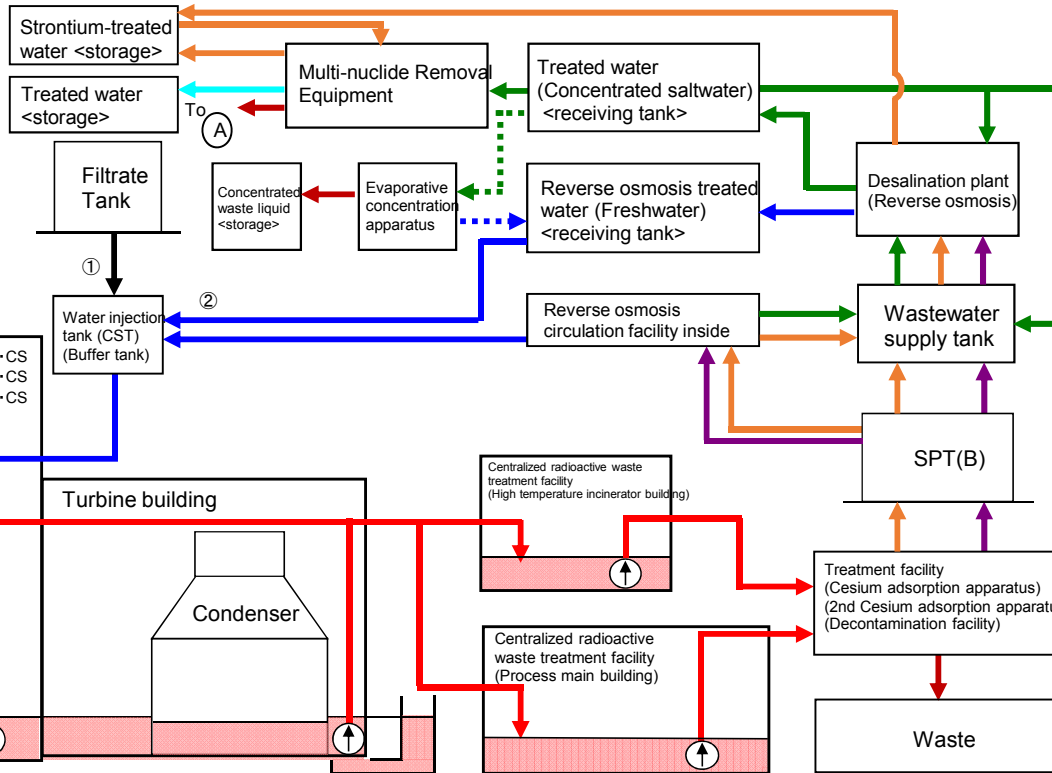 Strontium-treated
water <storage>
Treated water
<storage>
To
A
Multi-nuclide Removal
Equipment
Treated water
(Concentrated saltwater)
<receiving tank>
Filtrate
Tank
Concentrated
waste liquid
<storage>
Evaporative
concentration
apparatus
Reverse osmosis treated
water (Freshwater)
<receiving tank>
Desalination plant
(Reverse osmosis)
①
②
Water injection
tank (CST)
(Buffer tank)
Reverse osmosis
circulation facility inside
Wastewater
supply tank
・CS
・CS
・CS
SPT(B)
Turbine building
Condenser
Centralized radioactive waste
treatment facility
(High temperature incinerator building)
Centralized radioactive
waste treatment facility
(Process main building)
Treatment facility
(Cesium adsorption apparatus)
(2nd Cesium adsorption apparatu
(Decontamination facility)
Waste